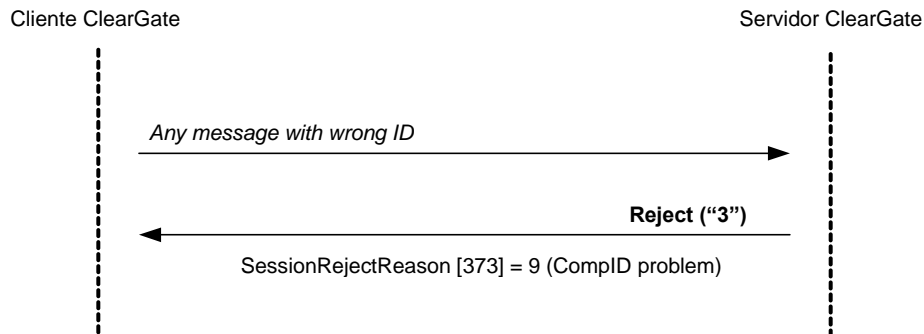 Cliente ClearGate
Servidor ClearGate
Any message with wrong ID
Reject (“3”)
SessionRejectReason [373] = 9 (CompID problem)